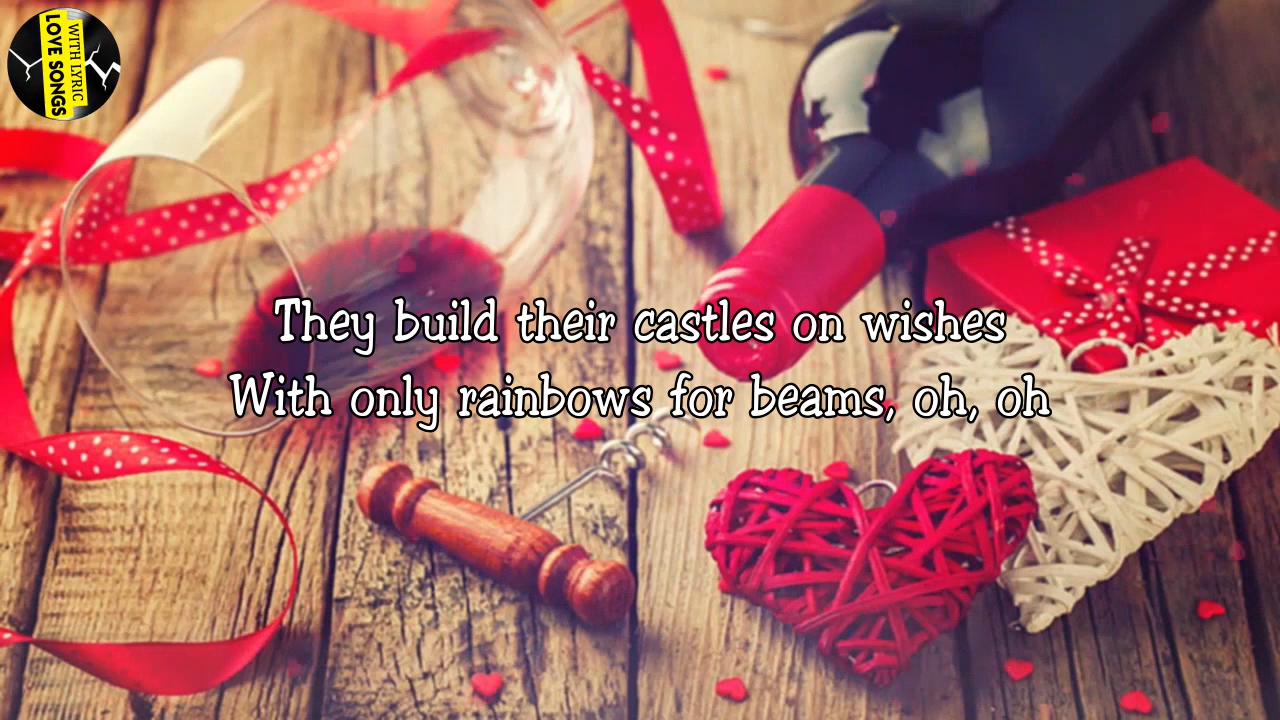 WITH LYRIC
LOVE SONGS
They build their castles on wishes
With only rainbows for beams, oh, oh